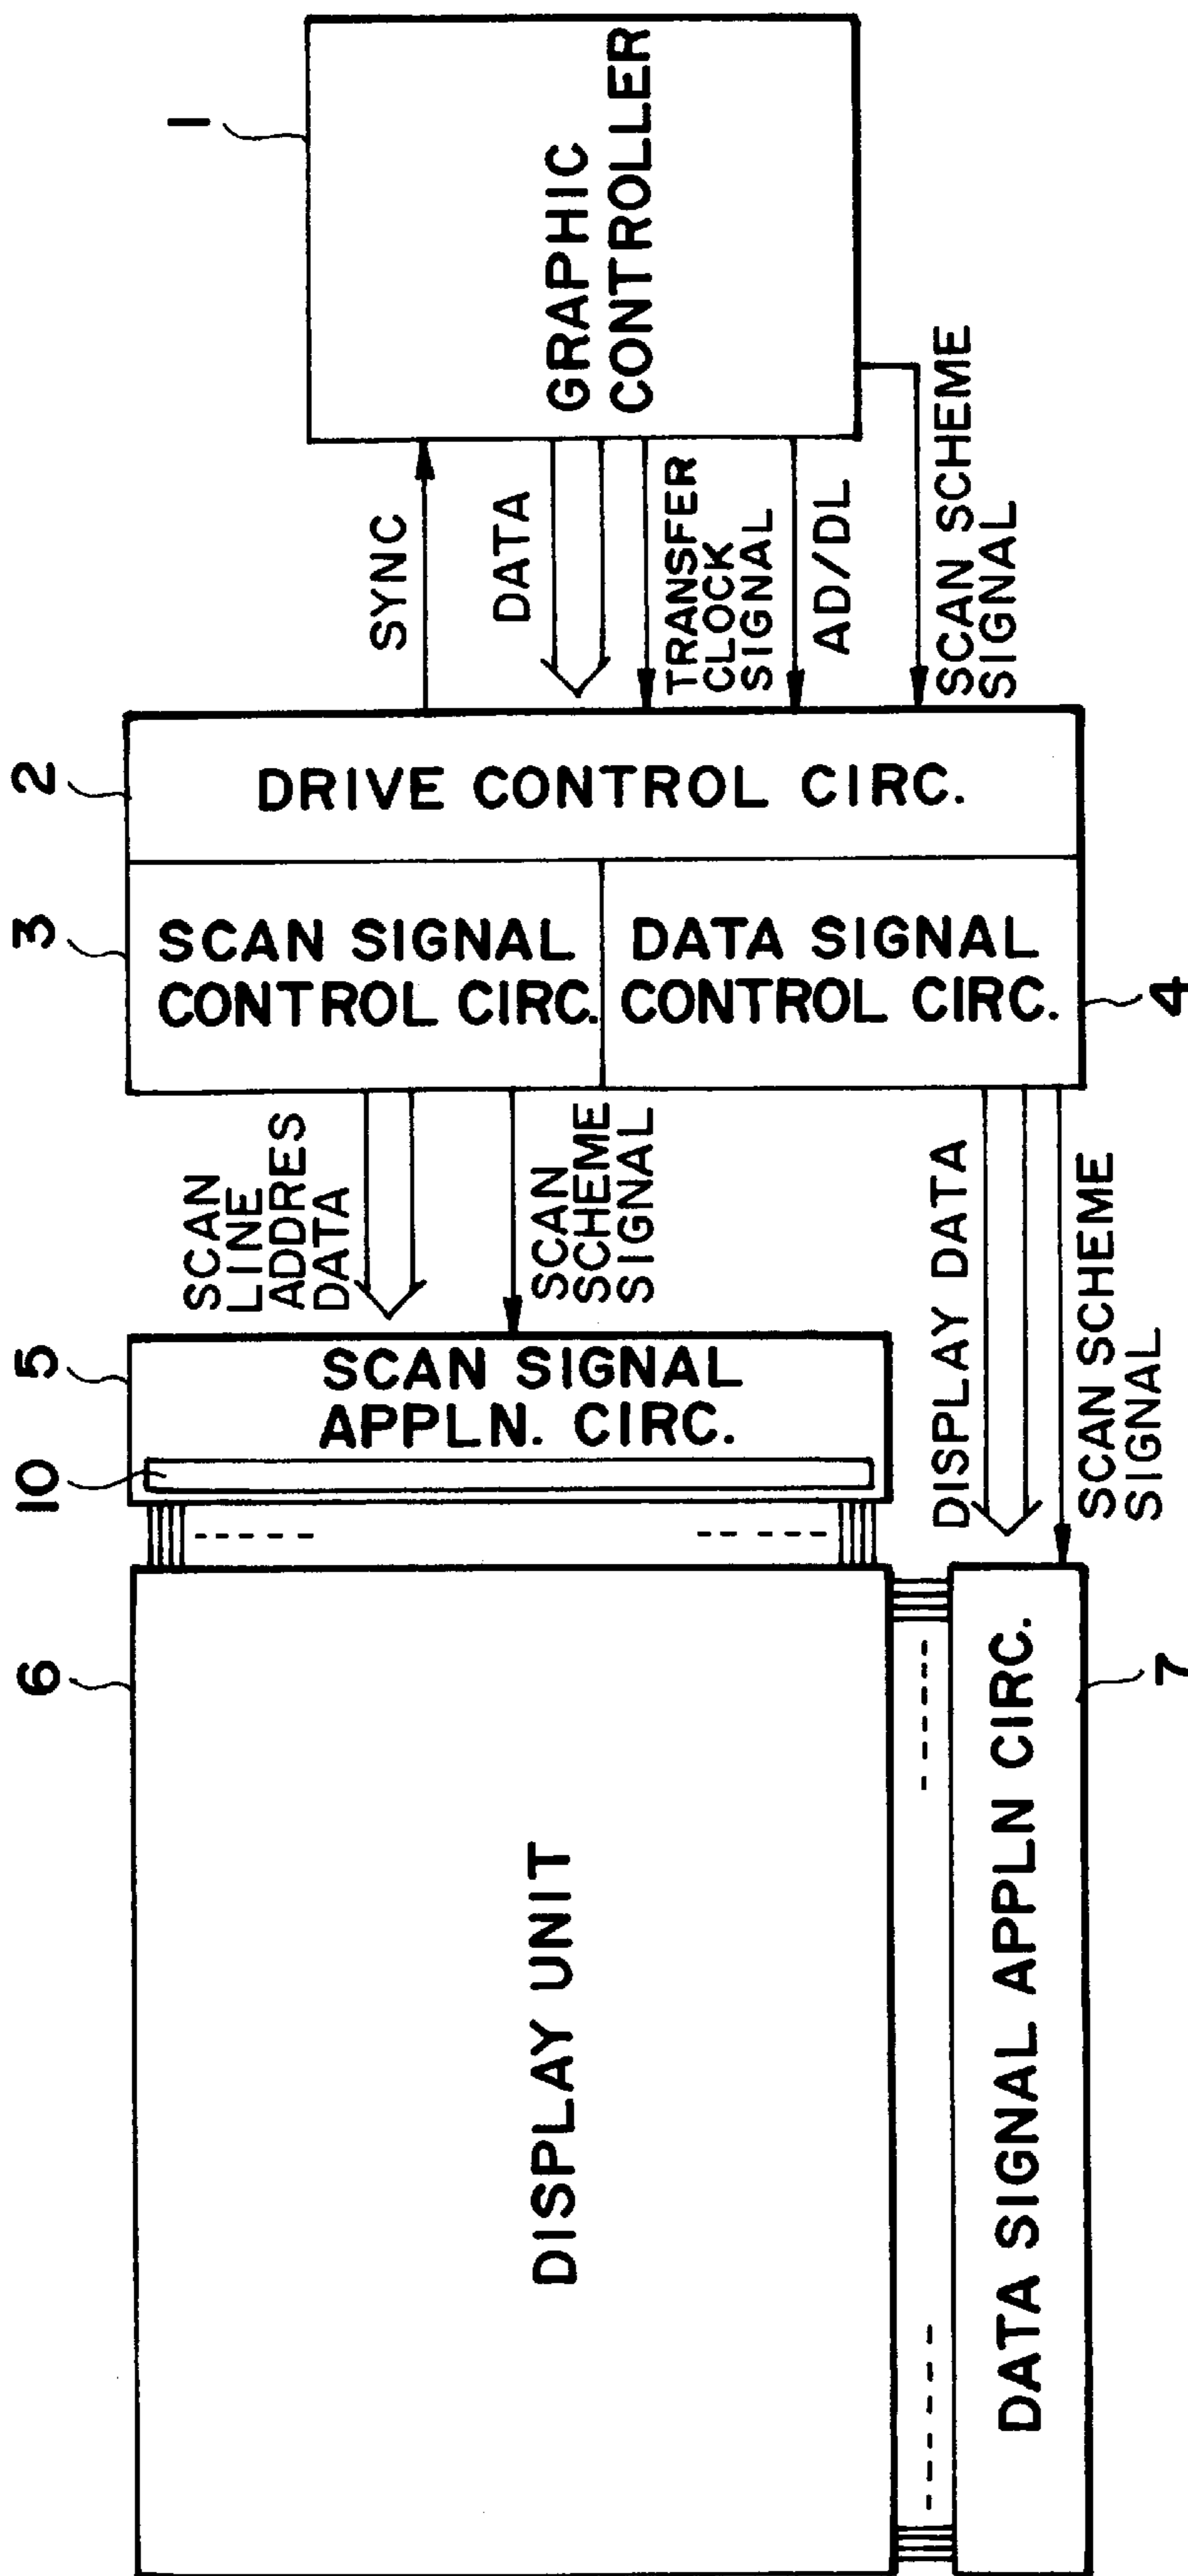 1
GRAPHIC
CONTROLLER
SYNC
DATA
TRANSFER
CLOCK
SIGNAL
AD/DL
SCAN SCHEME
SIGNAL
2
DRIVE CONTROL CIRC.
3
SCAN SIGNAL
CONTROL CIRC.
DATA SIGNAL
CONTROL CIRC.
4
SCAN
LINE
ADDRES
DATA
SCAN
SCHEME
SIGNAL
DISPLAY DATA
SCAN SCHEME
SIGNAL
5
SCAN SIGNAL
APPLN. CIRC.
10
6
DISPLAY UNIT
DATA SIGNAL APPLN CIRC.
7